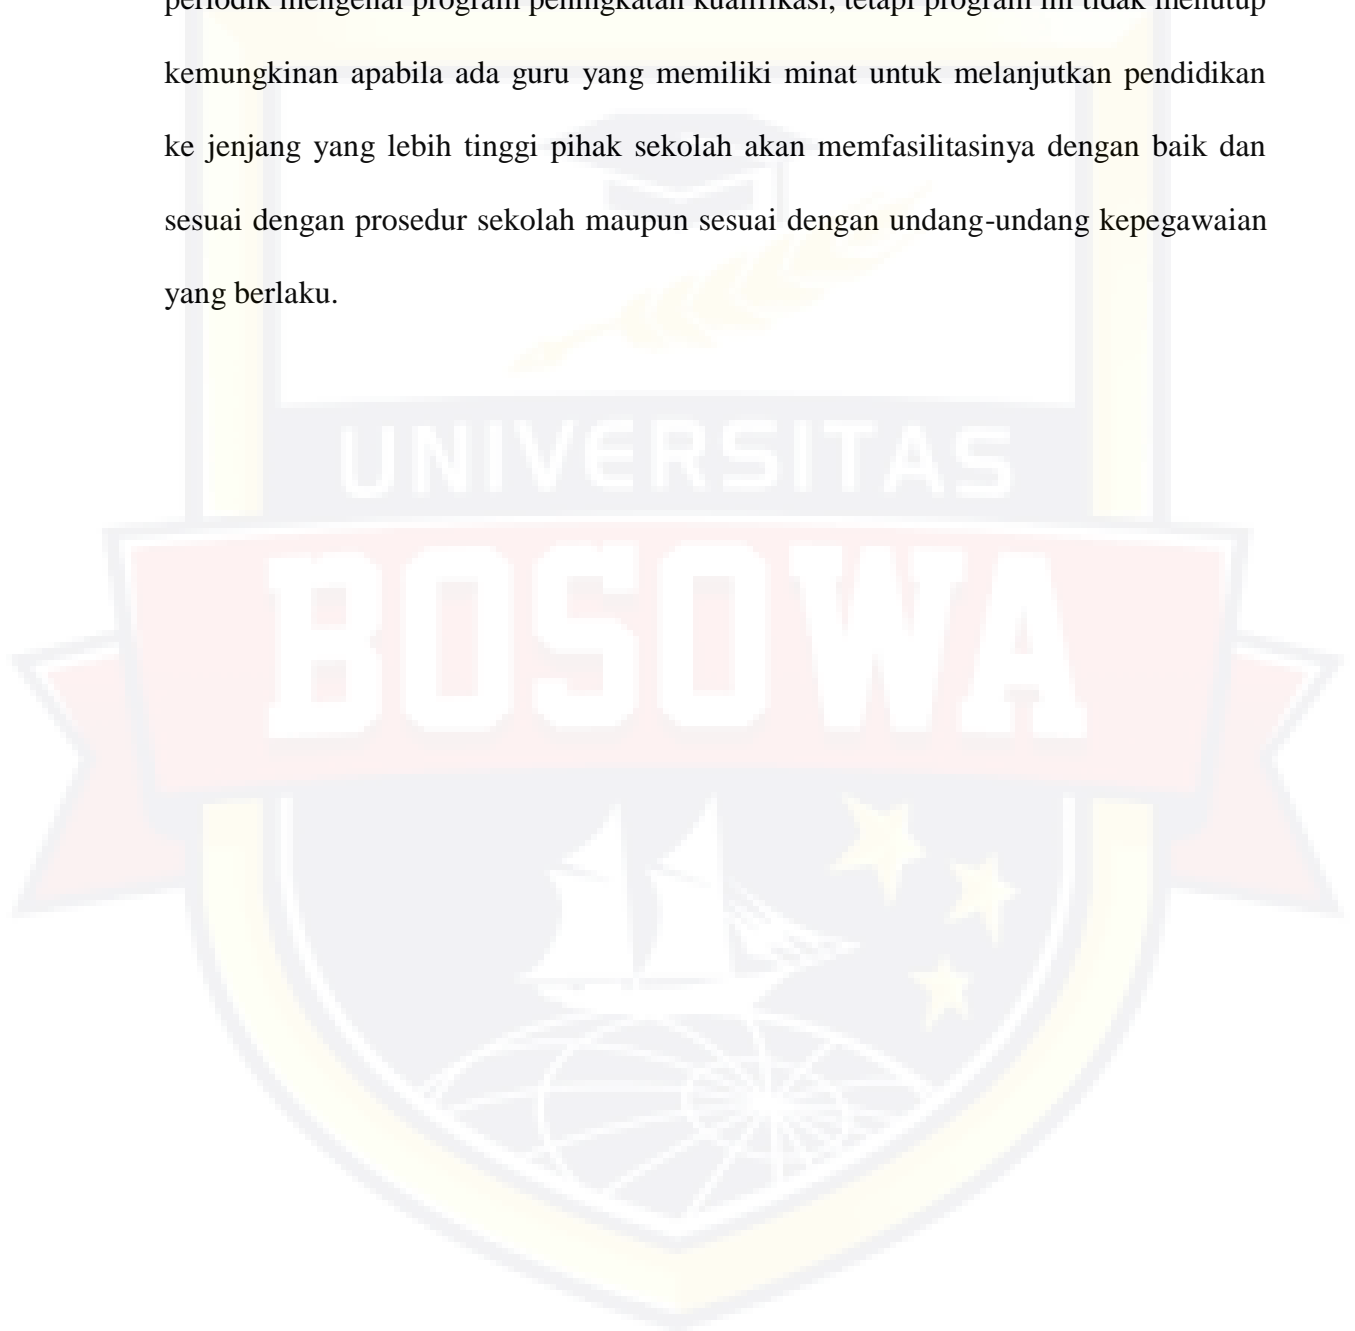 periodik mengenai program peningkatan kualifikasi, tetapi program ini tidak menutup
kemungkinan apabila ada guru yang memiliki minat untuk melanjutkan pendidikan
ke jenjang yang lebih tinggi pihak sekolah akan memfasilitasinya dengan baik dan
sesuai dengan prosedur sekolah maupun sesuai dengan undang-undang kepegawaian
yang berlaku.
UNIVERSITAS
BOSOWA